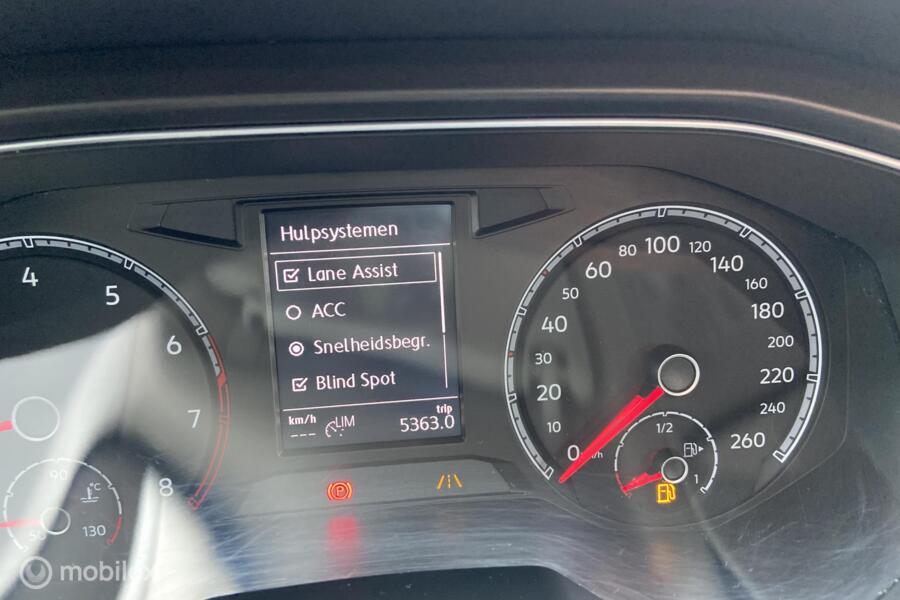 Hulpsystemen
Lane Assist
ACC
Snelheidsbegr.
Blind Spot
km/h
---
LIM
trip
5363.0
4
5
6
7
8
90
°C
50
130
P
0
10
20
30
40
50
60
80
100
120
140
160
180
200
220
240
260
1/2
1
mobile